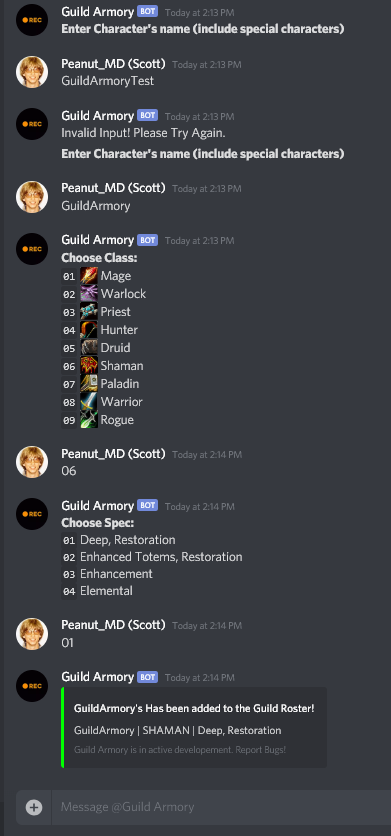 Guild Armory BOT Today at 2:13 PM
Enter Character's name (include special characters)
Peanut_MD (Scott) Today at 2:13 PM
GuildArmoryTest
REC Guild Armory BOT Today at 2:13 PM
Invalid Input! Please Try Again.
Enter Character's name (include special characters)
Peanut_MD (Scott) Today at 2:13 PM
GuildArmory
REC Guild Armory BOT Today at 2:13 PM
Choose Class:
01 Mage
02 Warlock
03 Priest
04 Hunter
05 Druid
06 Shaman
07 Paladin
08 Warrior
09 Rogue
Peanut_MD (Scott) Today at 2:14 PM
06
REC Guild Armory BOT Today at 2:14 PM
Choose Spec:
01 Deep, Restoration
02 Enhanced Totems, Restoration
03 Enhancement
04 Elemental
Peanut_MD (Scott) Today at 2:14 PM
01
REC Guild Armory BOT Today at 2:14 PM
GuildArmory's Has been added to the Guild Roster!
GuildArmory | SHAMAN | Deep, Restoration
Guild Armory is in active developement. Report Bugs!
Message @Guild Armory